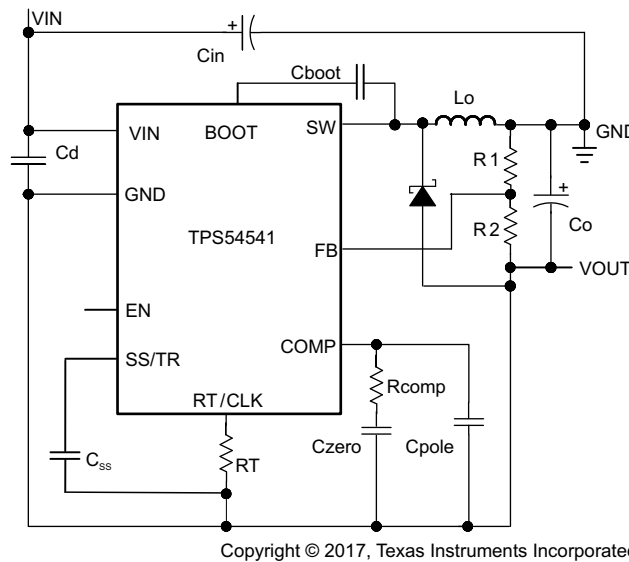 VIN
+
Cin
Cboot
Lo
VIN
BOOT
SW
GND
Cd
R1
GND
+
TPS54541
R2
Co
FB
VOUT
EN
COMP
SS/TR
Rcomp
RT/CLK
Czero
Cpole
Css
RT
Copyright © 2017, Texas Instruments Incorporated